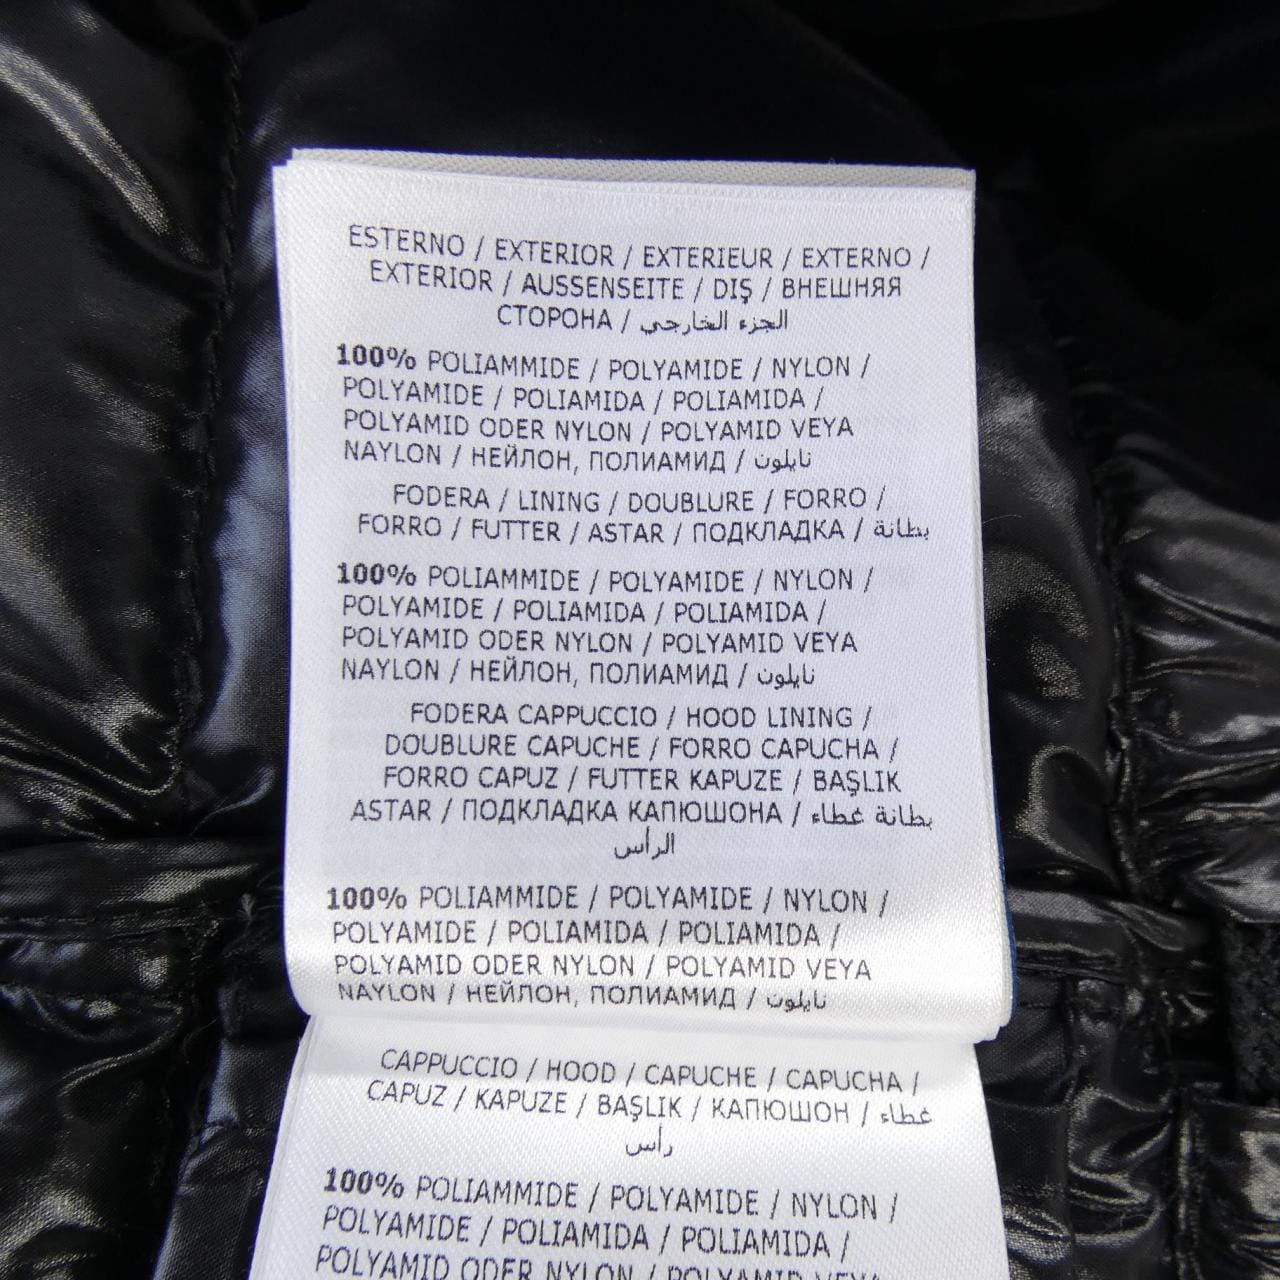 ESTERNO / EXTERIOR / EXTERIEUR / EXTERNO /
EXTERIOR / AUSSENSEITE / DIŞ / ВНЕШНЯЯ
СТОРОНА / الجزء الخارجي
100% POLIAMMIDE / POLYAMIDE / NYLON /
POLYAMIDE / POLIAMIDA / POLIAMIDA /
POLYAMID ODER NYLON / POLYAMID VEYA
NAYLON / НЕЙЛОН, ПОЛИАМИД / نايلون
FODERA / LINING / DOUBLURE / FORRO /
FORRO / FUTTER / ASTAR / ПОДКЛАДКА / بطانة
100% POLIAMMIDE / POLYAMIDE / NYLON /
POLYAMIDE / POLIAMIDA / POLIAMIDA /
POLYAMID ODER NYLON / POLYAMID VEYA
NAYLON / НЕЙЛОН, ПОЛИАМИД / نايلون
FODERA CAPPUCCIO / HOOD LINING /
DOUBLURE CAPUCHE / FORRO CAPUCHA /
FORRO CAPUZ / FUTTER KAPUZE / BAŞLIK
ASTAR / ПОДКЛАДКА КАПЮШОНА / بطانة غطاء
الرأس
100% POLIAMMIDE / POLYAMIDE / NYLON /
POLYAMIDE / POLIAMIDA / POLIAMIDA /
POLYAMID ODER NYLON / POLYAMID VEYA
NAYLON / НЕЙЛОН, ПОЛИАМИД / نايلون
CAPPUCCIO / HOOD / CAPUCHE / CAPUCHA /
CAPUZ / KAPUZE / BAŞLIK / КАПЮШОН / غطاء
رأس
100% POLIAMMIDE / POLYAMIDE / NYLON /
POLYAMIDE / POLIAMIDA / POLIAMIDA /
POLYAMID ODER NYLON / POLYAMID VEYA